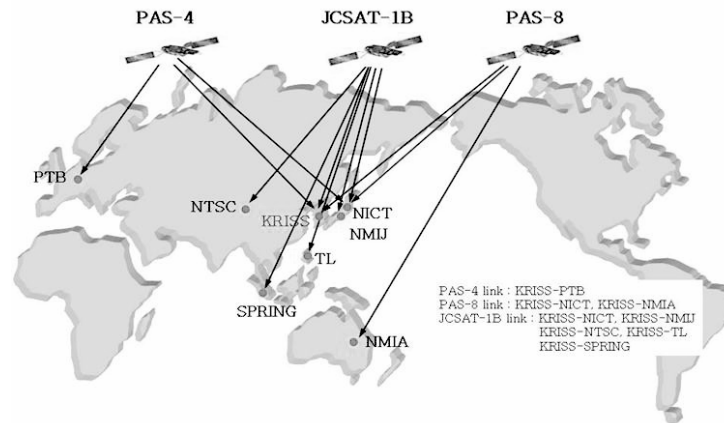 PAS-4 JCSAT-1B PAS-8
PTB
NTSC
KRISS
NICT
NMIJ
TL
SPRING
NMIA
PAS-4 link : KRISS-PTB
PAS-8 link : KRISS-NICT, KRISS-NMIA
JCSAT-1B link : KRISS-NICT, KRISS-NMIJ
KRISS-NTSC, KRISS-TL
KRISS-SPRING